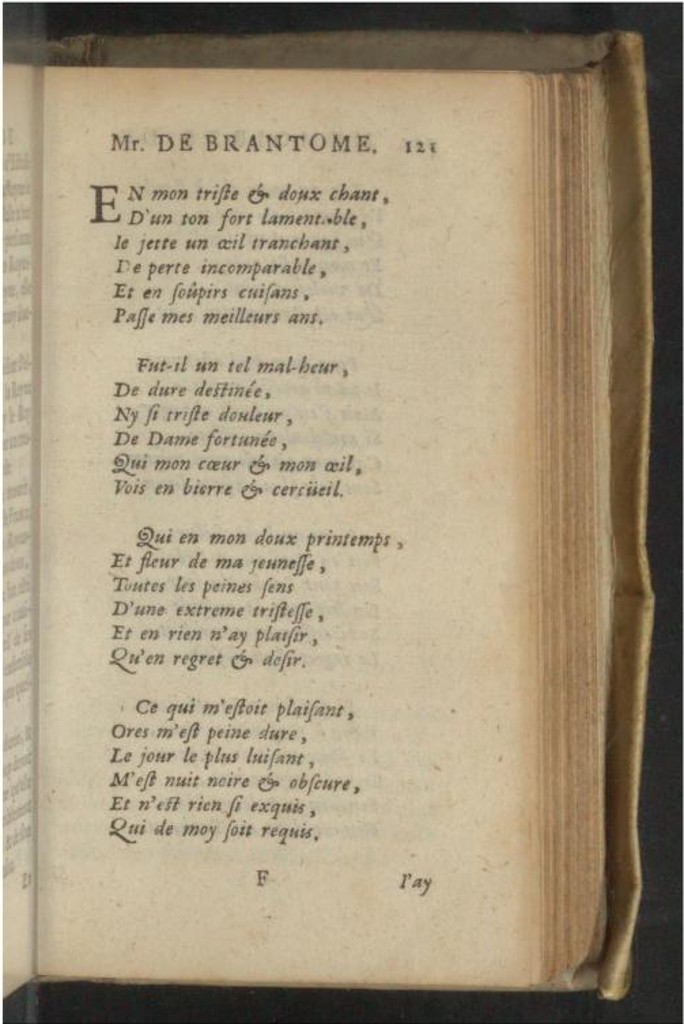 Mr. DE BRANTOME. 121
EN mon triſte & doux chant,
D'un ton fort lamentable,
Ie jette un œil tranchant,
De perte incomparable,
Et en ſoûpirs cuiſans,
Paſſe mes meilleurs ans.
Fut-il un tel mal-heur,
De dure deſtinée,
Ny ſi triſte douleur,
De Dame fortunée,
Qui mon cœur & mon œil,
Vois en bierre & cercüeil.
Qui en mon doux printemps,
Et fleur de ma jeuneſſe,
Toutes les peines ſens
D'une extreme triſteſſe,
Et en rien n'ay plaiſir,
Qu'en regret & deſir.
Ce qui m'eſtoit plaiſant,
Ores m'eſt peine dure,
Le jour le plus luiſant,
M'eſt nuit noire & obſcure,
Et n'eſt rien ſi exquis,
Qui de moy ſoit requis.
F I'ay